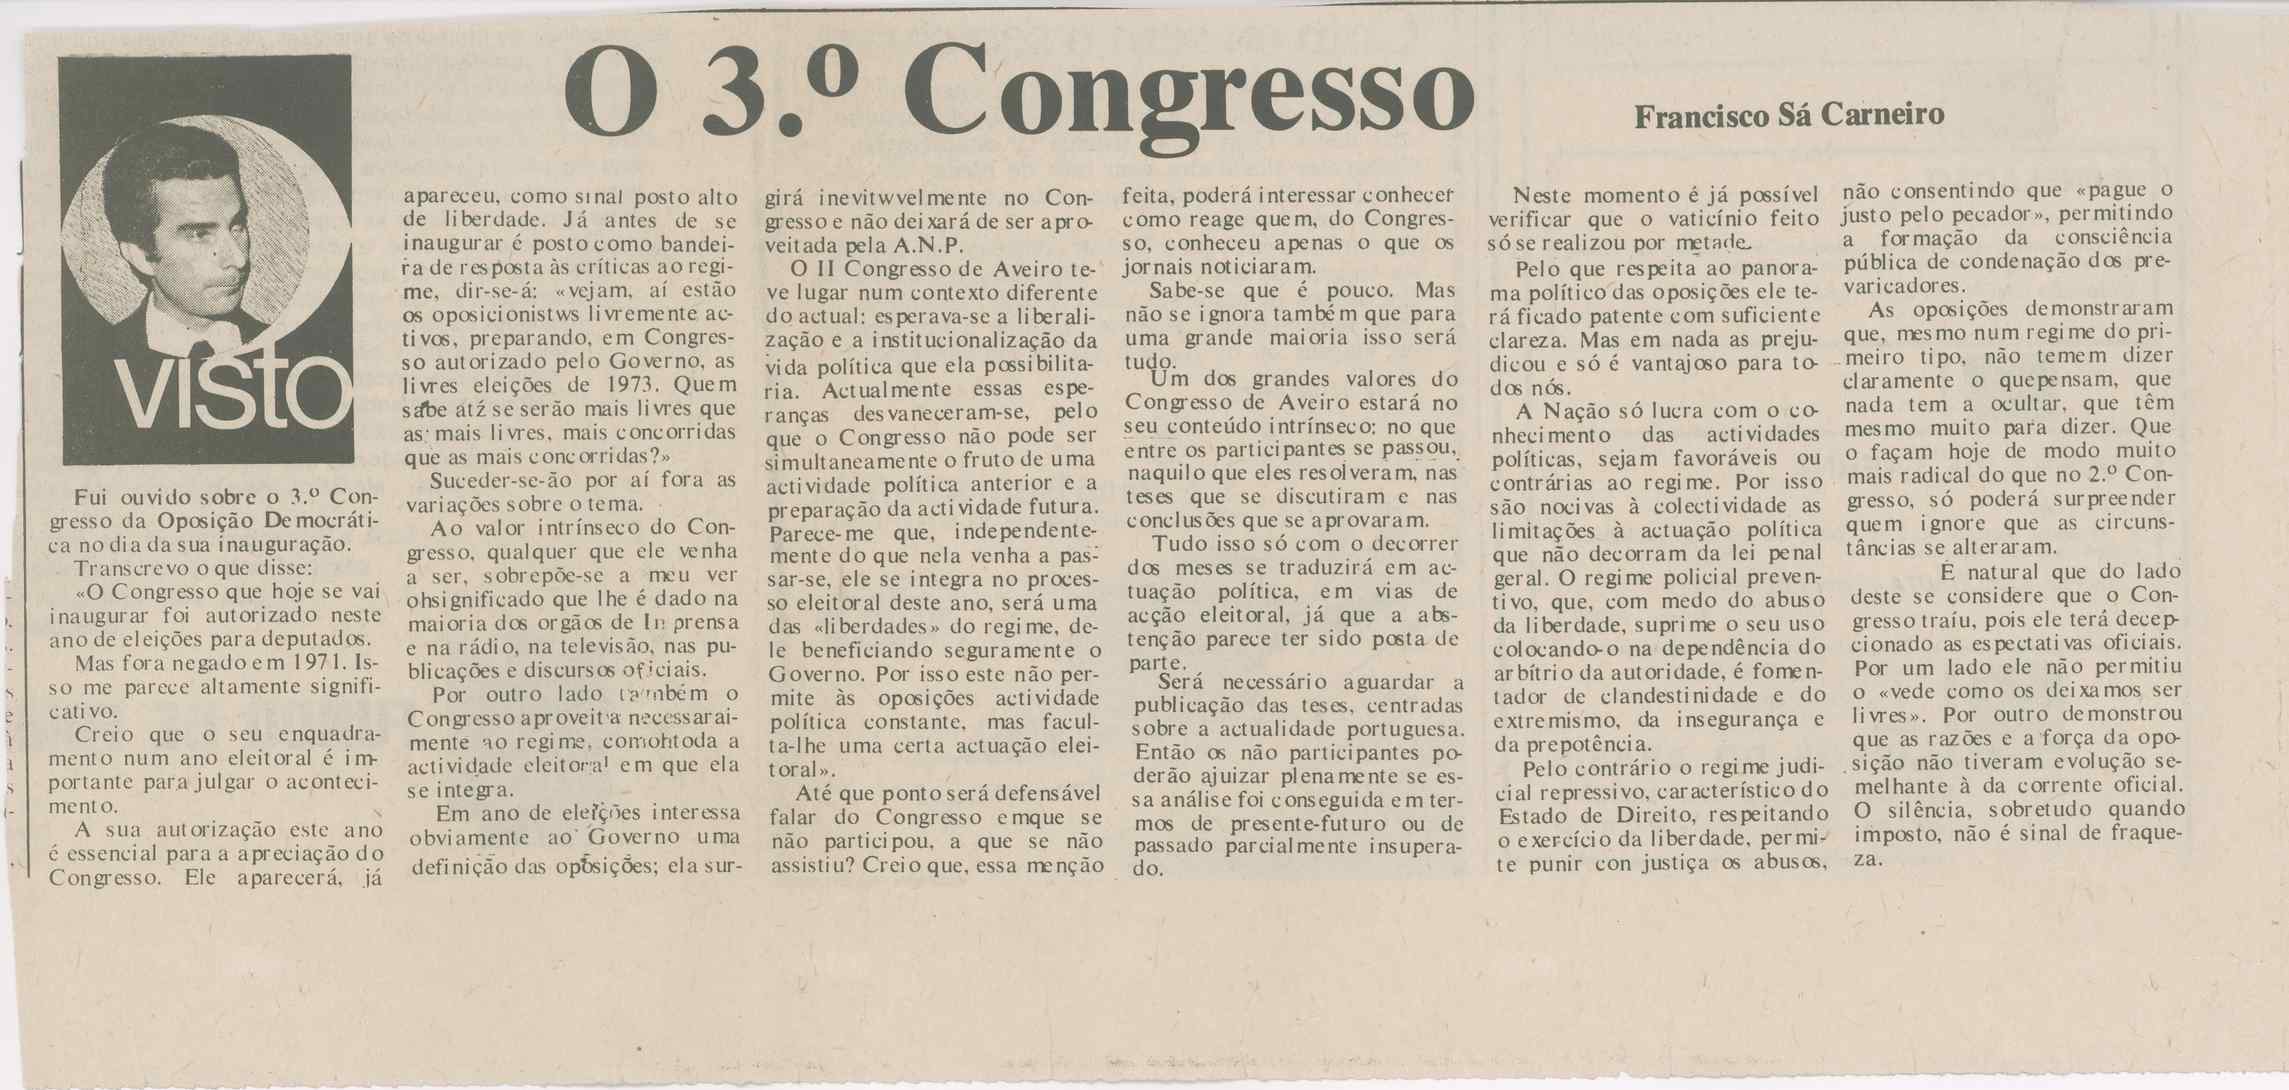 O 3.º Congresso
Francisco Sá Carneiro
visto
Fui ouvido sobre o 3.º Con-
gresso da Oposição Democráti-
ca no dia da sua inauguração.
Transcrevo o que disse:
«O Congresso que hoje se vai
inaugurar foi autorizado neste
ano de eleições para deputados.
Mas fora negado em 1971. Is-
so me parece altamente signifi-
cativo.
Creio que o seu enquadra-
mento num ano eleitoral é im-
portante para julgar o aconteci-
mento.
A sua autorização este ano
é essencial para a apreciação do
Congresso. Ele aparecerá, já
apareceu, como sinal posto alto
de liberdade. Já antes de se
inaugurar é posto como bandei-
ra de resposta às críticas ao regi-
me, dir-se-á: «vejam, aí estão
os oposicionistws livremente ac-
tivos, preparando, em Congres-
so autorizado pelo Governo, as
livres eleições de 1973. Quem
sabe atž se serão mais livres que
as mais livres, mais concorridas
que as mais concorridas?»
Suceder-se-ão por aí fora as
variações sobre o tema.
Ao valor intrínseco do Con-
gresso, qualquer que ele venha
a ser, sobrepõe-se a meu ver
ohsignificado que lhe é dado na
maioria dos orgãos de In prensa
e na rádio, na televisão, nas pu-
blicações e discursos oficiais.
Por outro lado também o
Congresso aproveita necessarai-
mente ao regime, comohtoda a
actividade eleitoral em que ela
se integra.
Em ano de eleições interessa
obviamente ao Governo uma
definição das oposições; ela sur-
girá inevitwvelmente no Con-
gresso e não deixará de ser apro-
veitada pela A.N.P.
O II Congresso de Aveiro te-
ve lugar num contexto diferente
do actual: esperava-se a liberali-
zação e a institucionalização da
vida política que ela possibilita-
ria. Actualmente essas espe-
ranças desvaneceram-se, pelo
que o Congresso não pode ser
simultaneamente o fruto de uma
actividade política anterior e a
preparação da actividade futura.
Parece-me que, independente-
mente do que nela venha a pas-
sar-se, ele se integra no proces-
so eleitoral deste ano, será uma
das «liberdades» do regime, de-
le beneficiando seguramente o
Governo. Por isso este não per-
mite às oposições actividade
política constante, mas facul-
ta-lhe uma certa actuação elei-
toral».
Até que ponto será defensável
falar do Congresso emque se
não participou, a que se não
assistiu? Creio que, essa menção
feita, poderá interessar conhecer
como reage quem, do Congres-
so, conheceu apenas o que os
jornais noticiaram.
Sabe-se que é pouco. Mas
não se ignora também que para
uma grande maioria isso será
tudo.
Um dos grandes valores do
Congresso de Aveiro estará no
seu conteúdo intrínseco: no que
entre os participantes se passou,
naquilo que eles resolveram, nas
teses que se discutiram e nas
conclusões que se aprovaram.
Tudo isso só com o decorrer
dos meses se traduzirá em ac-
tuação política, em vias de
acção eleitoral, já que a abs-
tenção parece ter sido posta de
parte.
Será necessário aguardar a
publicação das teses, centradas
sobre a actualidade portuguesa.
Então os não participantes po-
derão ajuizar plenamente se es-
sa análise foi conseguida em ter-
mos de presente-futuro ou de
passado parcialmente insupera-
do.
Neste momento é já possível
verificar que o vaticínio feito
só se realizou por metade.
Pelo que respeita ao panora-
ma político das oposições ele te-
rá ficado patente com suficiente
clareza. Mas em nada as preju-
dicou e só é vantajoso para to-
dos nós.
A Nação só lucra com o co-
nhecimento das actividades
políticas, sejam favoráveis ou
contrárias ao regime. Por isso
são nocivas à colectividade as
limitações à actuação política
que não decorram da lei penal
geral. O regime policial preven-
tivo, que, com medo do abuso
da liberdade, suprime o seu uso
colocando-o na dependência do
arbítrio da autoridade, é fomen-
tador de clandestinidade e do
extremismo, da insegurança e
da prepotência.
Pelo contrário o regime judi-
cial repressivo, característico do
Estado de Direito, respeitando
o exercício da liberdade, permi-
te punir con justiça os abusos,
não consentindo que «pague o
justo pelo pecador», permitindo
a formação da consciência
pública de condenação dos pre-
varicadores.
As oposições demonstraram
que, mesmo num regime do pri-
meiro tipo, não temem dizer
claramente o quepensam, que
nada tem a ocultar, que têm
mesmo muito para dizer. Que
o façam hoje de modo muito
mais radical do que no 2.º Con-
gresso, só poderá surpreender
quem ignore que as circuns-
tâncias se alteraram.
É natural que do lado
deste se considere que o Con-
gresso traíu, pois ele terá decep-
cionado as espectativas oficiais.
Por um lado ele não permitiu
o «vede como os deixamos ser
livres». Por outro demonstrou
que as razões e a força da opo-
sição não tiveram evolução se-
melhante à da corrente oficial.
O silência, sobretudo quando
imposto, não é sinal de fraque-
za.